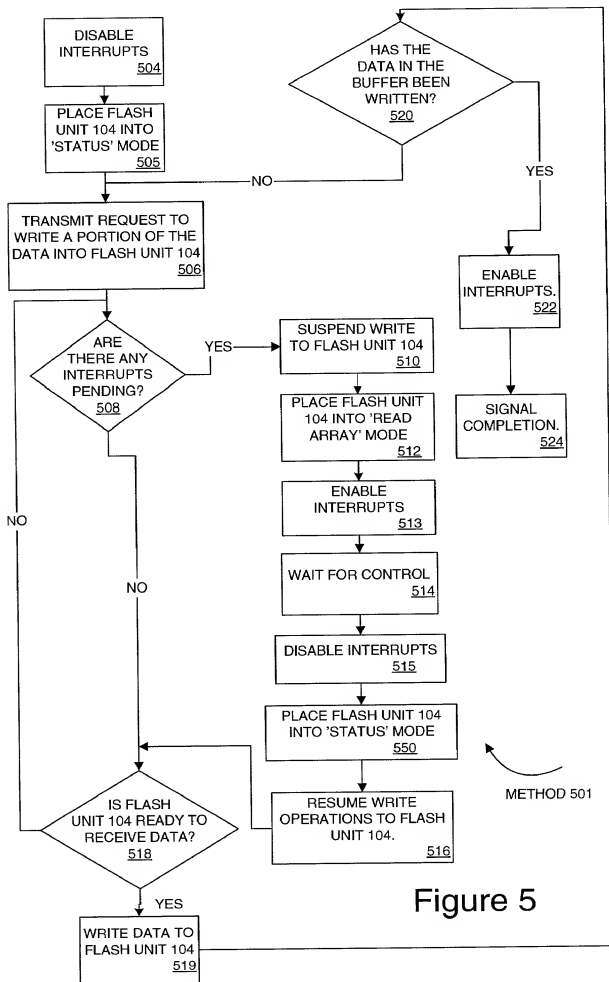 DISABLE
INTERRUPTS
504
PLACE FLASH
UNIT 104 INTO
'STATUS' MODE
505
HAS THE
DATA IN THE
BUFFER BEEN
WRITTEN?
520
NO
YES
TRANSMIT REQUEST TO
WRITE A PORTION OF THE
DATA INTO FLASH UNIT 104
506
ENABLE
INTERRUPTS.
522
SIGNAL
COMPLETION.
524
ARE
THERE ANY
INTERRUPTS
PENDING?
508
YES
SUSPEND WRITE
TO FLASH UNIT 104
510
PLACE FLASH UNIT
104 INTO 'READ
ARRAY' MODE
512
ENABLE
INTERRUPTS
513
NO
WAIT FOR CONTROL
514
NO
DISABLE INTERRUPTS
515
PLACE FLASH UNIT 104
INTO 'STATUS' MODE
550
METHOD 501
RESUME WRITE
OPERATIONS TO FLASH
UNIT 104.
516
IS FLASH
UNIT 104 READY TO
RECEIVE DATA?
518
YES
WRITE DATA TO
FLASH UNIT 104
519
Figure 5